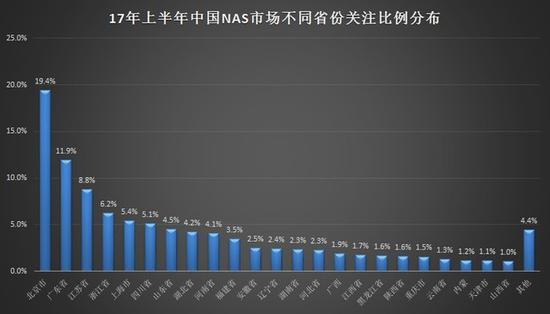 17年上半年中国NAS市场不同省份关注比例分布
25.0%
20.0%
15.0%
10.0%
5.0%
0.0%
19.4%
11.9%
8.8%
6.2%
5.4%
5.1%
4.5%
4.2%
4.1%
3.5%
2.5%
2.4%
2.3%
2.3%
1.9%
1.7%
1.6%
1.6%
1.5%
1.3%
1.2%
1.1%
1.0%
4.4%
北京市
广东省
江苏省
浙江省
上海市
四川省
山东省
湖北省
河南省
福建省
安徽省
辽宁省
湖南省
河北省
广西
江西省
黑龙江省
陕西省
重庆市
云南省
内蒙
天津市
山西省
其他